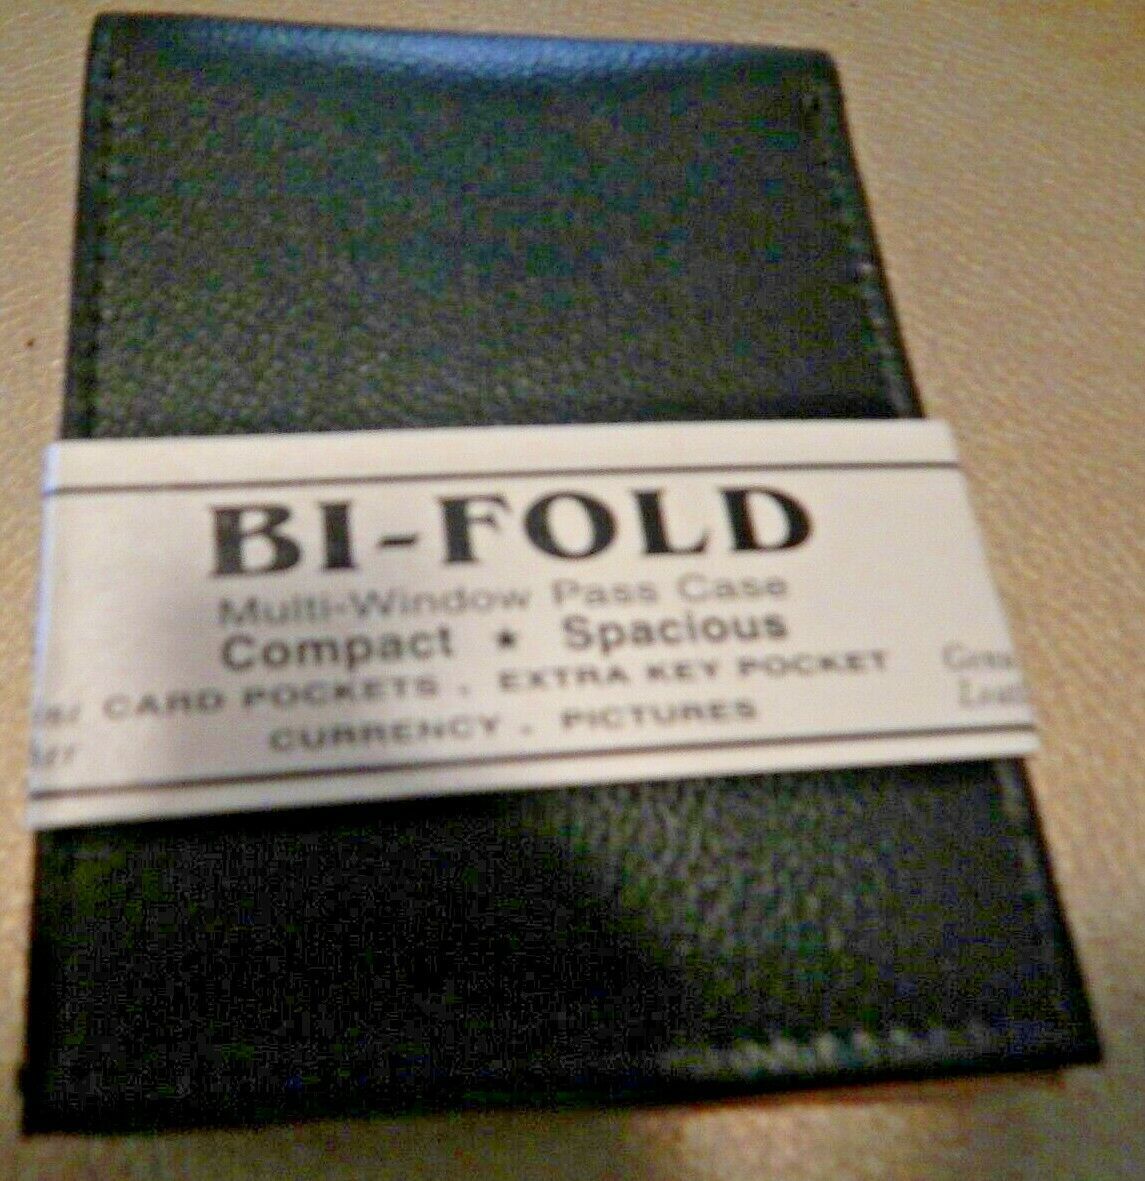 BI-FOLD
Multi-Window Pass Case
Compact ★ Spacious
CARD POCKETS . EXTRA KEY POCKET
CURRENCY . PICTURES